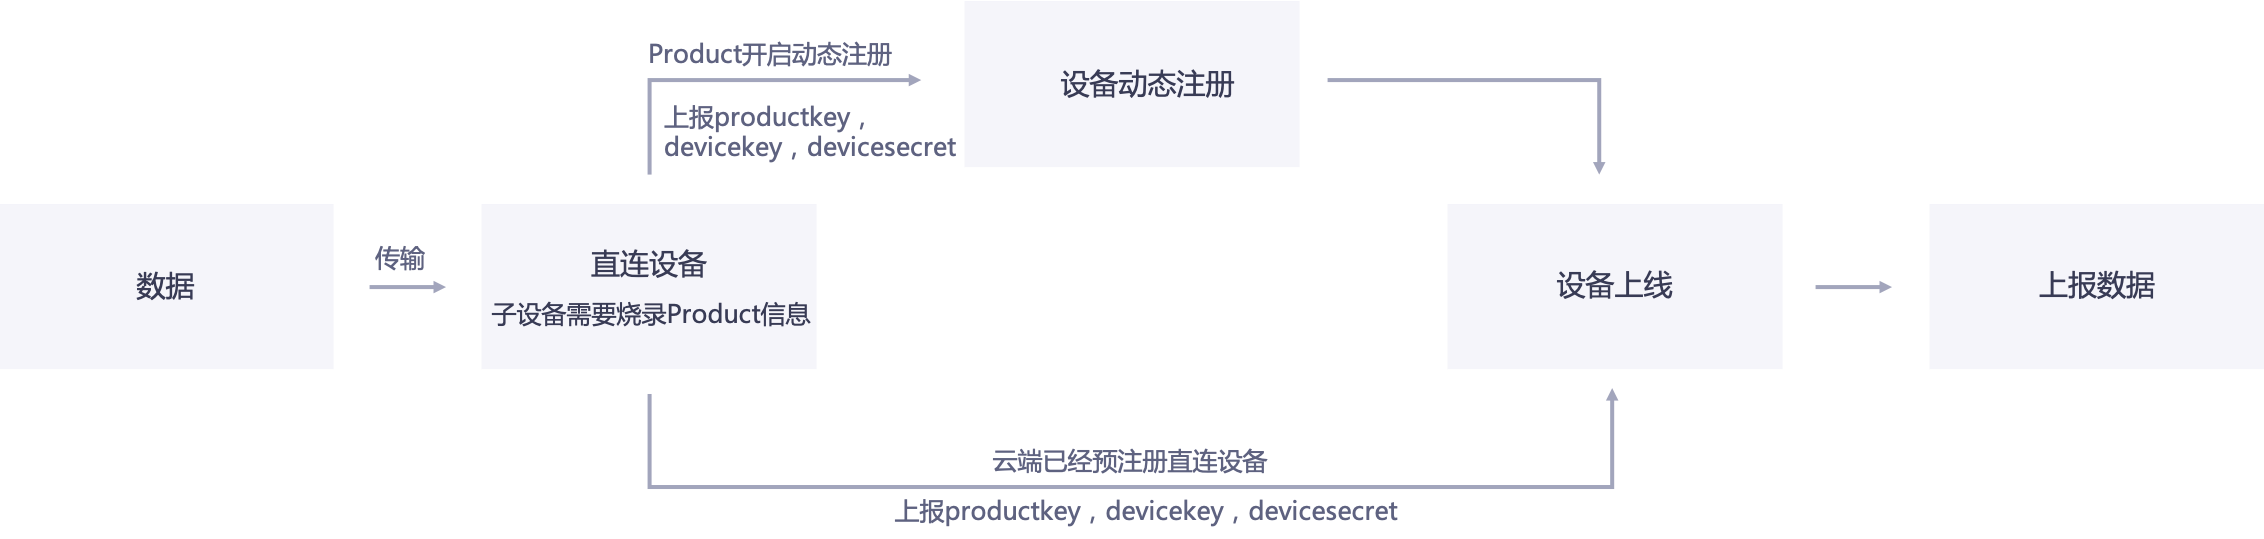 Product开启动态注册
设备动态注册
上报productkey，
devicekey，devicesecret
数据
传输
直连设备
子设备需要烧录Product信息
设备上线
上报数据
云端已经预注册直连设备
上报productkey，devicekey，devicesecret